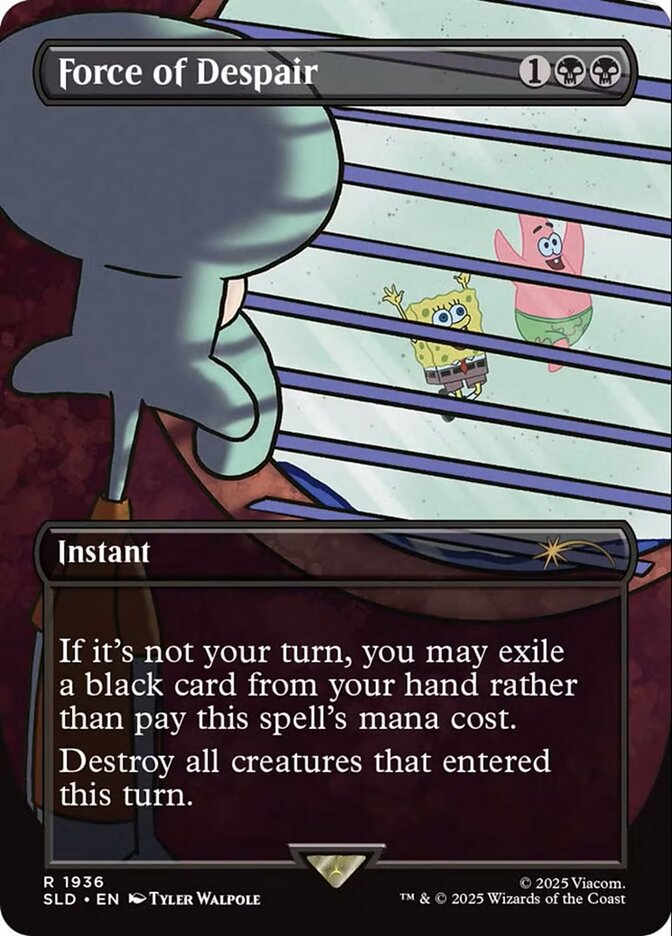 Force of Despair 1
Instant
If it's not your turn, you may exile
a black card from your hand rather
than pay this spell's mana cost.
Destroy all creatures that entered
this turn.
R 1936 © 2025 Viacom.
SLD • EN Tyler Walpole ™ & © 2025 Wizards of the Coast